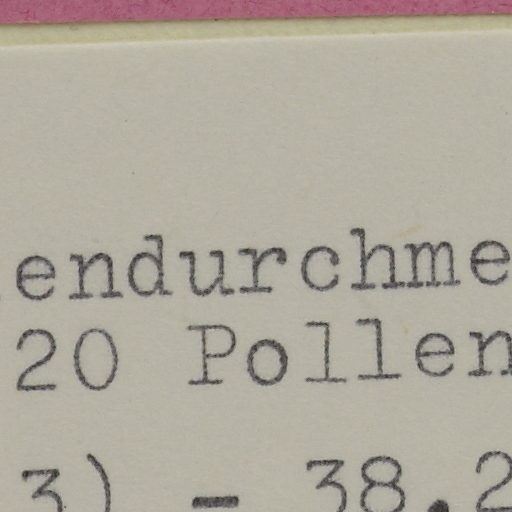 endurchme
20 Pollen
3) - 38.2